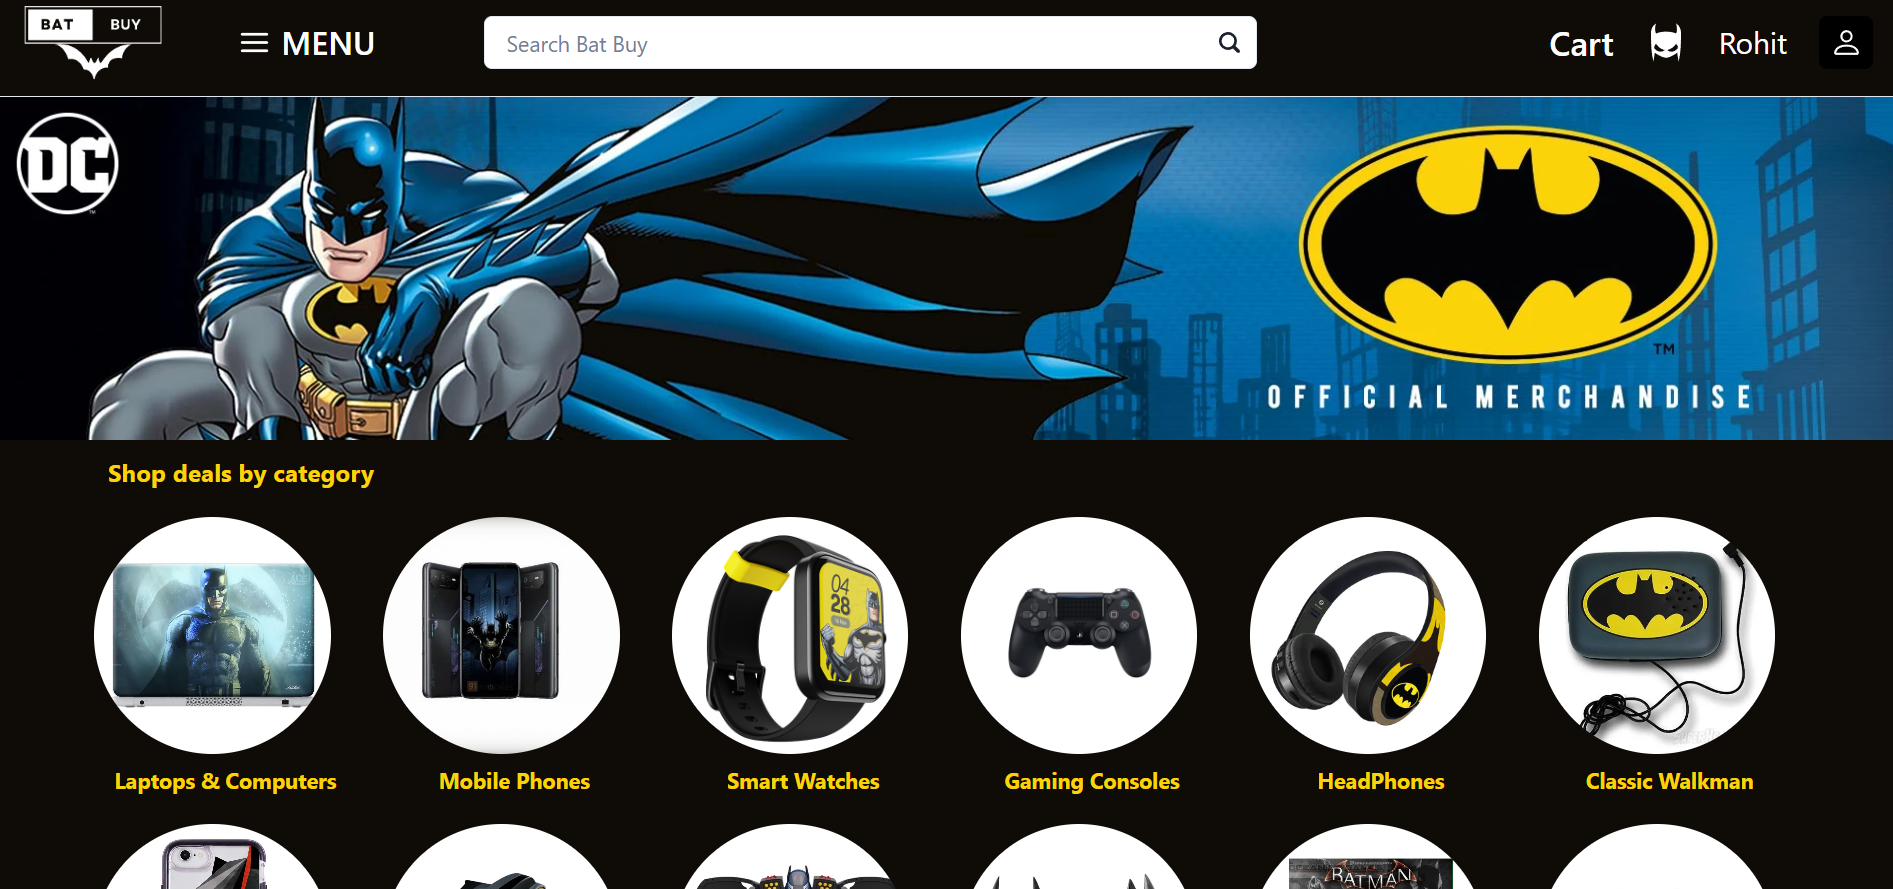 BAT BUY
MENU
Search Bat Buy
Cart
Rohit
DC
TM
OFFICIAL MERCHANDISE
Shop deals by category
04
28
Laptops & Computers
Mobile Phones
Smart Watches
Gaming Consoles
HeadPhones
Classic Walkman
BATMAN